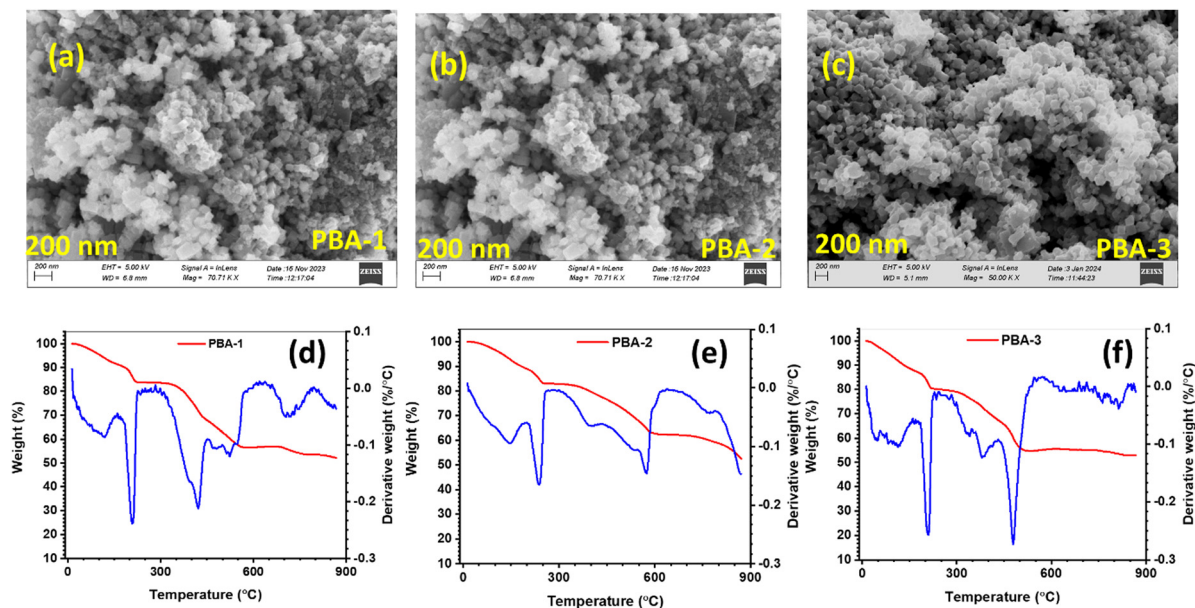 (a)
200 nm
PBA-1
200 nm
EHT = 5.00 kV
Signal A = InLens
Date :16 Nov 2023
WD = 6.8 mm
Mag = 70.71 K X
Time :12:17:04
ZEISS
(b)
200 nm
PBA-2
200 nm
EHT = 5.00 kV
Signal A = InLens
Date :16 Nov 2023
WD = 6.8 mm
Mag = 70.71 K X
Time :12:17:04
ZEISS
(c)
200 nm
PBA-3
200 nm
EHT = 5.00 kV
Signal A = InLens
Date :3 Jan 2024
WD = 5.1 mm
Mag = 50.00 K X
Time :11:44:23
ZEISS
(d)
PBA-1
Weight (%)
100
90
80
70
60
50
40
30
20
10
0.1
0.0
-0.1
-0.2
-0.3
Derivative weight (%/°C)
0 300 600 900
Temperature (°C)
(e)
PBA-2
Weight (%)
100
90
80
70
60
50
40
30
20
10
0.1
0.0
-0.1
-0.2
-0.3
Derivative weight (%/°C)
0 300 600 900
Temperature (°C)
(f)
PBA-3
Weight (%)
100
90
80
70
60
50
40
30
20
10
0.1
0.0
-0.1
-0.2
-0.3
Derivative weight (%/°C)
0 300 600 900
Temperature (°C)